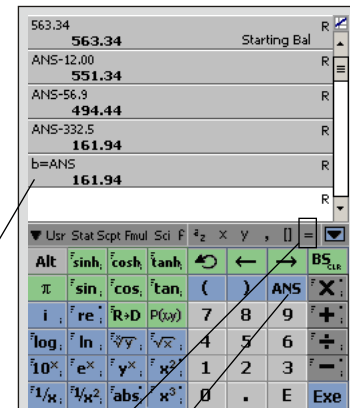 563.34 R
563.34 Starting Bal
ANS-12.00 R
551.34
ANS-56.9 R
494.44
ANS-332.5 R
161.94
b=ANS R
161.94
R
Usr Stat Scpt Fmul Sci F az x y , [] =
Alt sinh cosh tanh ← → BS CLR
π sin cos tan ( ) ANS X
i re R▸D P(x,y) 7 8 9 +
log ln ʸ√y √x 4 5 6 ÷
10ˣ eˣ yˣ x² 1 2 3 −
1/x 1/x² abs x³ 0 . E Exe